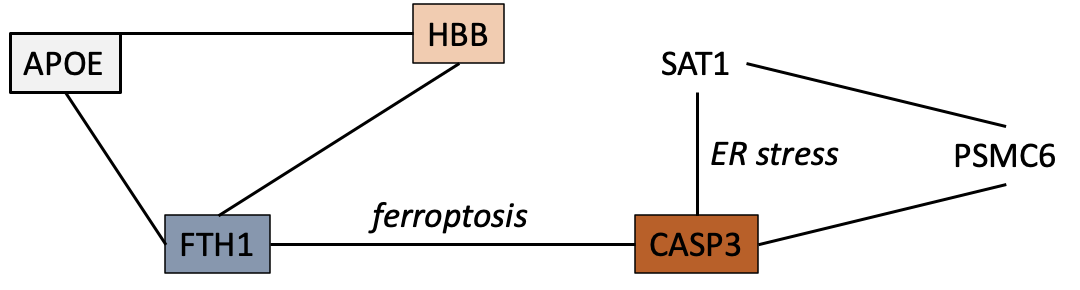 HBB
APOE
SAT1
ER stress
PSMC6
ferroptosis
FTH1
CASP3